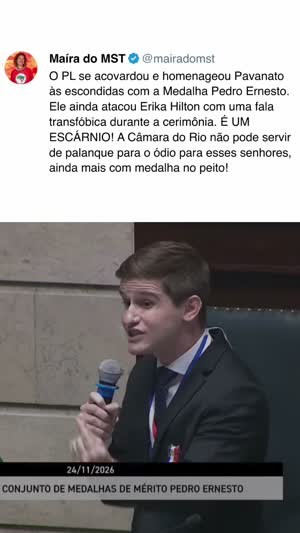 Maíra do MST @mairadomst
O PL se acovardou e homenageou Pavanato
às escondidas com a Medalha Pedro Ernesto.
Ele ainda atacou Erika Hilton com uma fala
transfóbica durante a cerimônia. É UM
ESCÁRNIO! A Câmara do Rio não pode servir
de palanque para o ódio para esses senhores,
ainda mais com medalha no peito!
24/11/2026
CONJUNTO DE MEDALHAS DE MÉRITO PEDRO ERNESTO